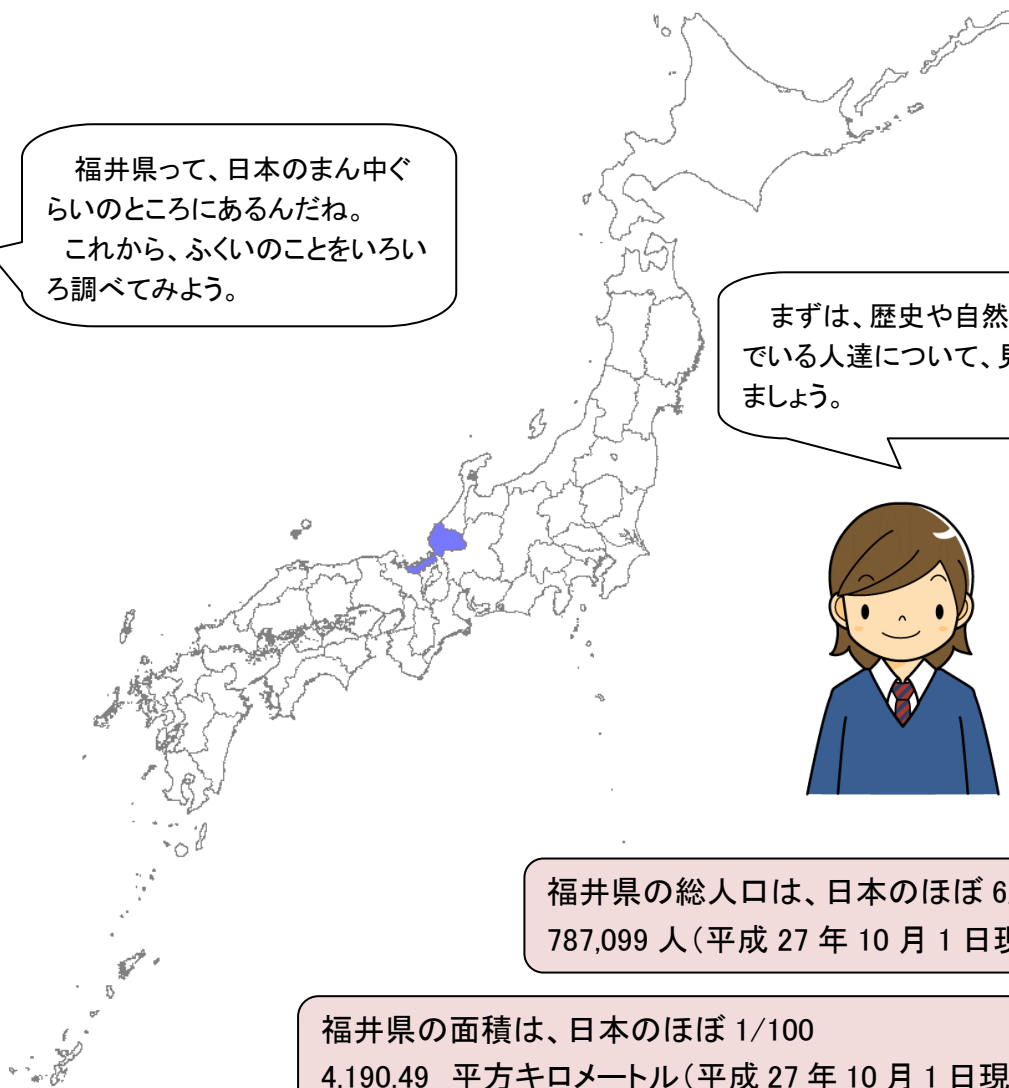 福井県って、日本のまん中ぐ
らいのところにあるんだね。
これから、ふくいのことをいろい
ろ調べてみよう。
まずは、歴史や自然
でいる人達について、
ましょう。
福井県の総人口は、日本のほぼ 6
787,099 人(平成 27 年 10 月 1 日現
福井県の面積は、日本のほぼ 1/100
4,190.49 平方キロメートル(平成 27 年 10 月 1 日現